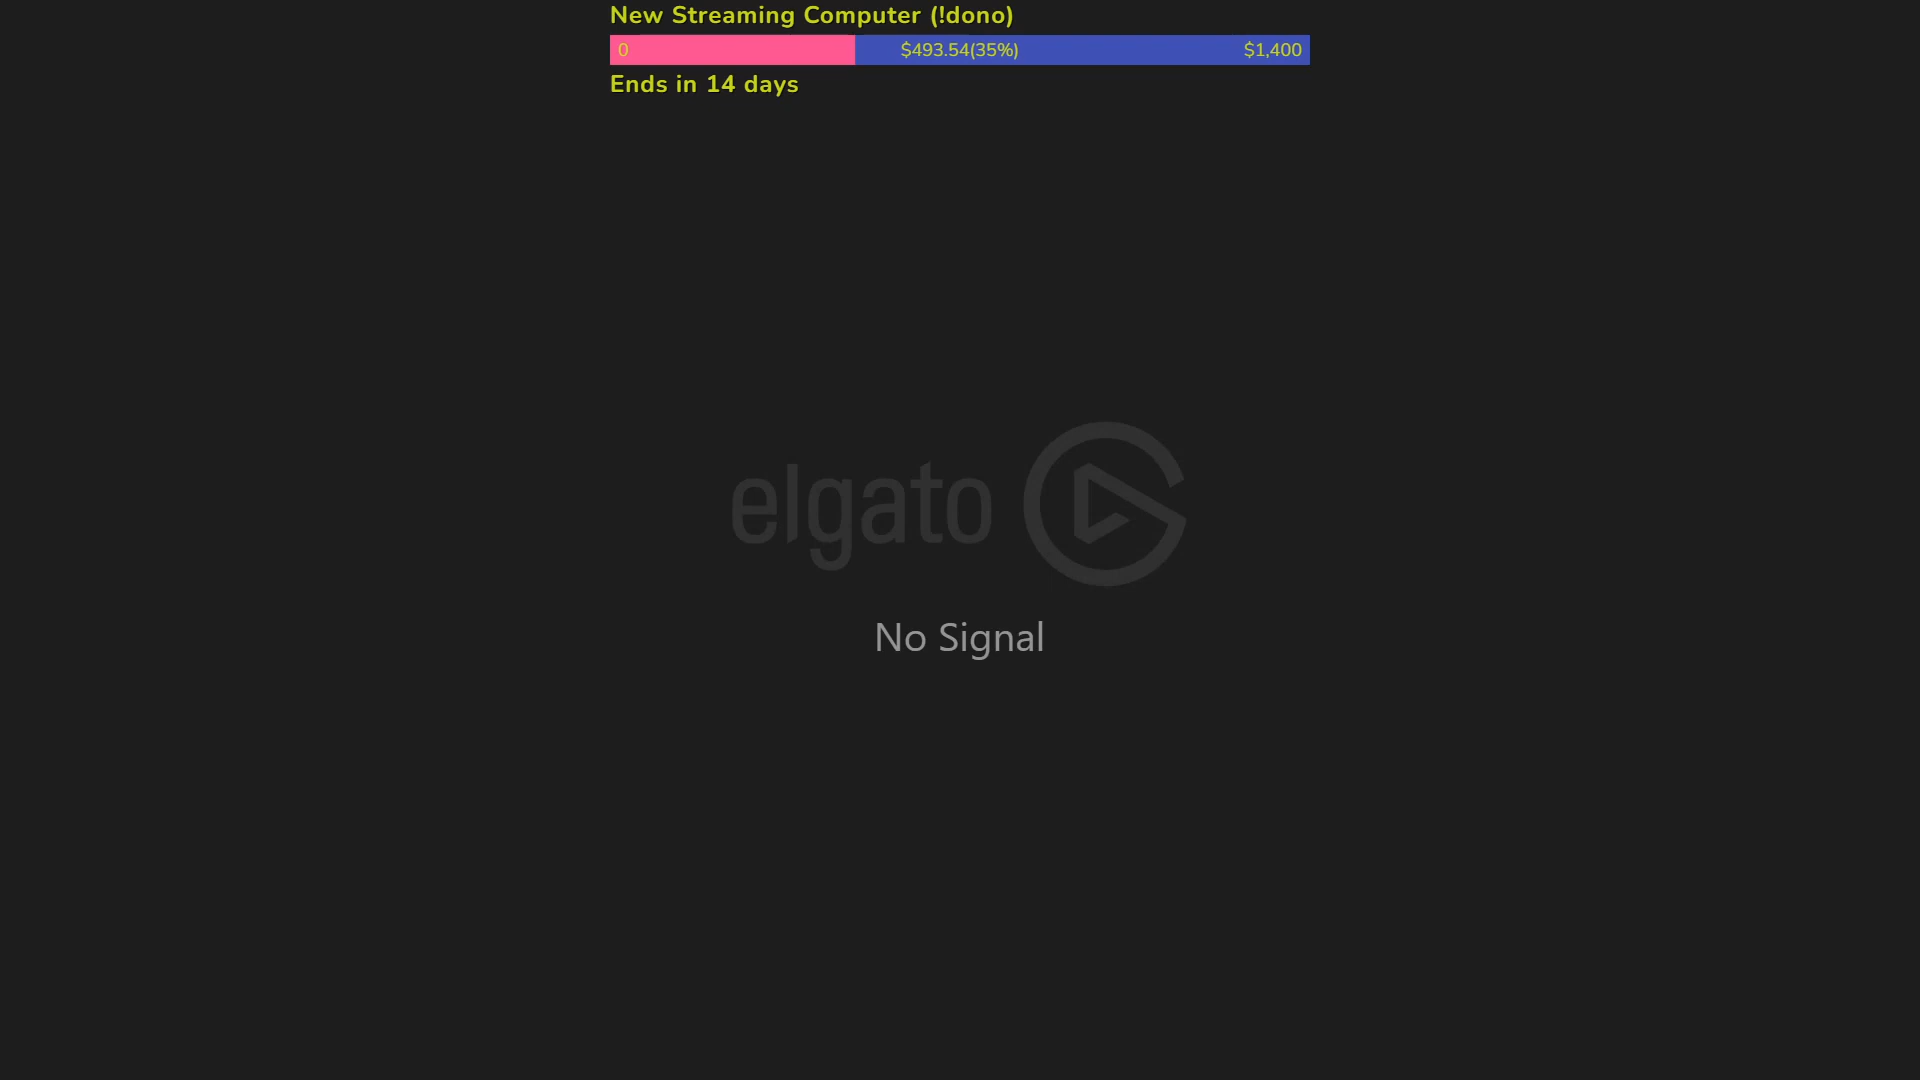 New Streaming Computer (!dono)
0 $493.54(35%) $1,400
Ends in 14 days
elgato
No Signal